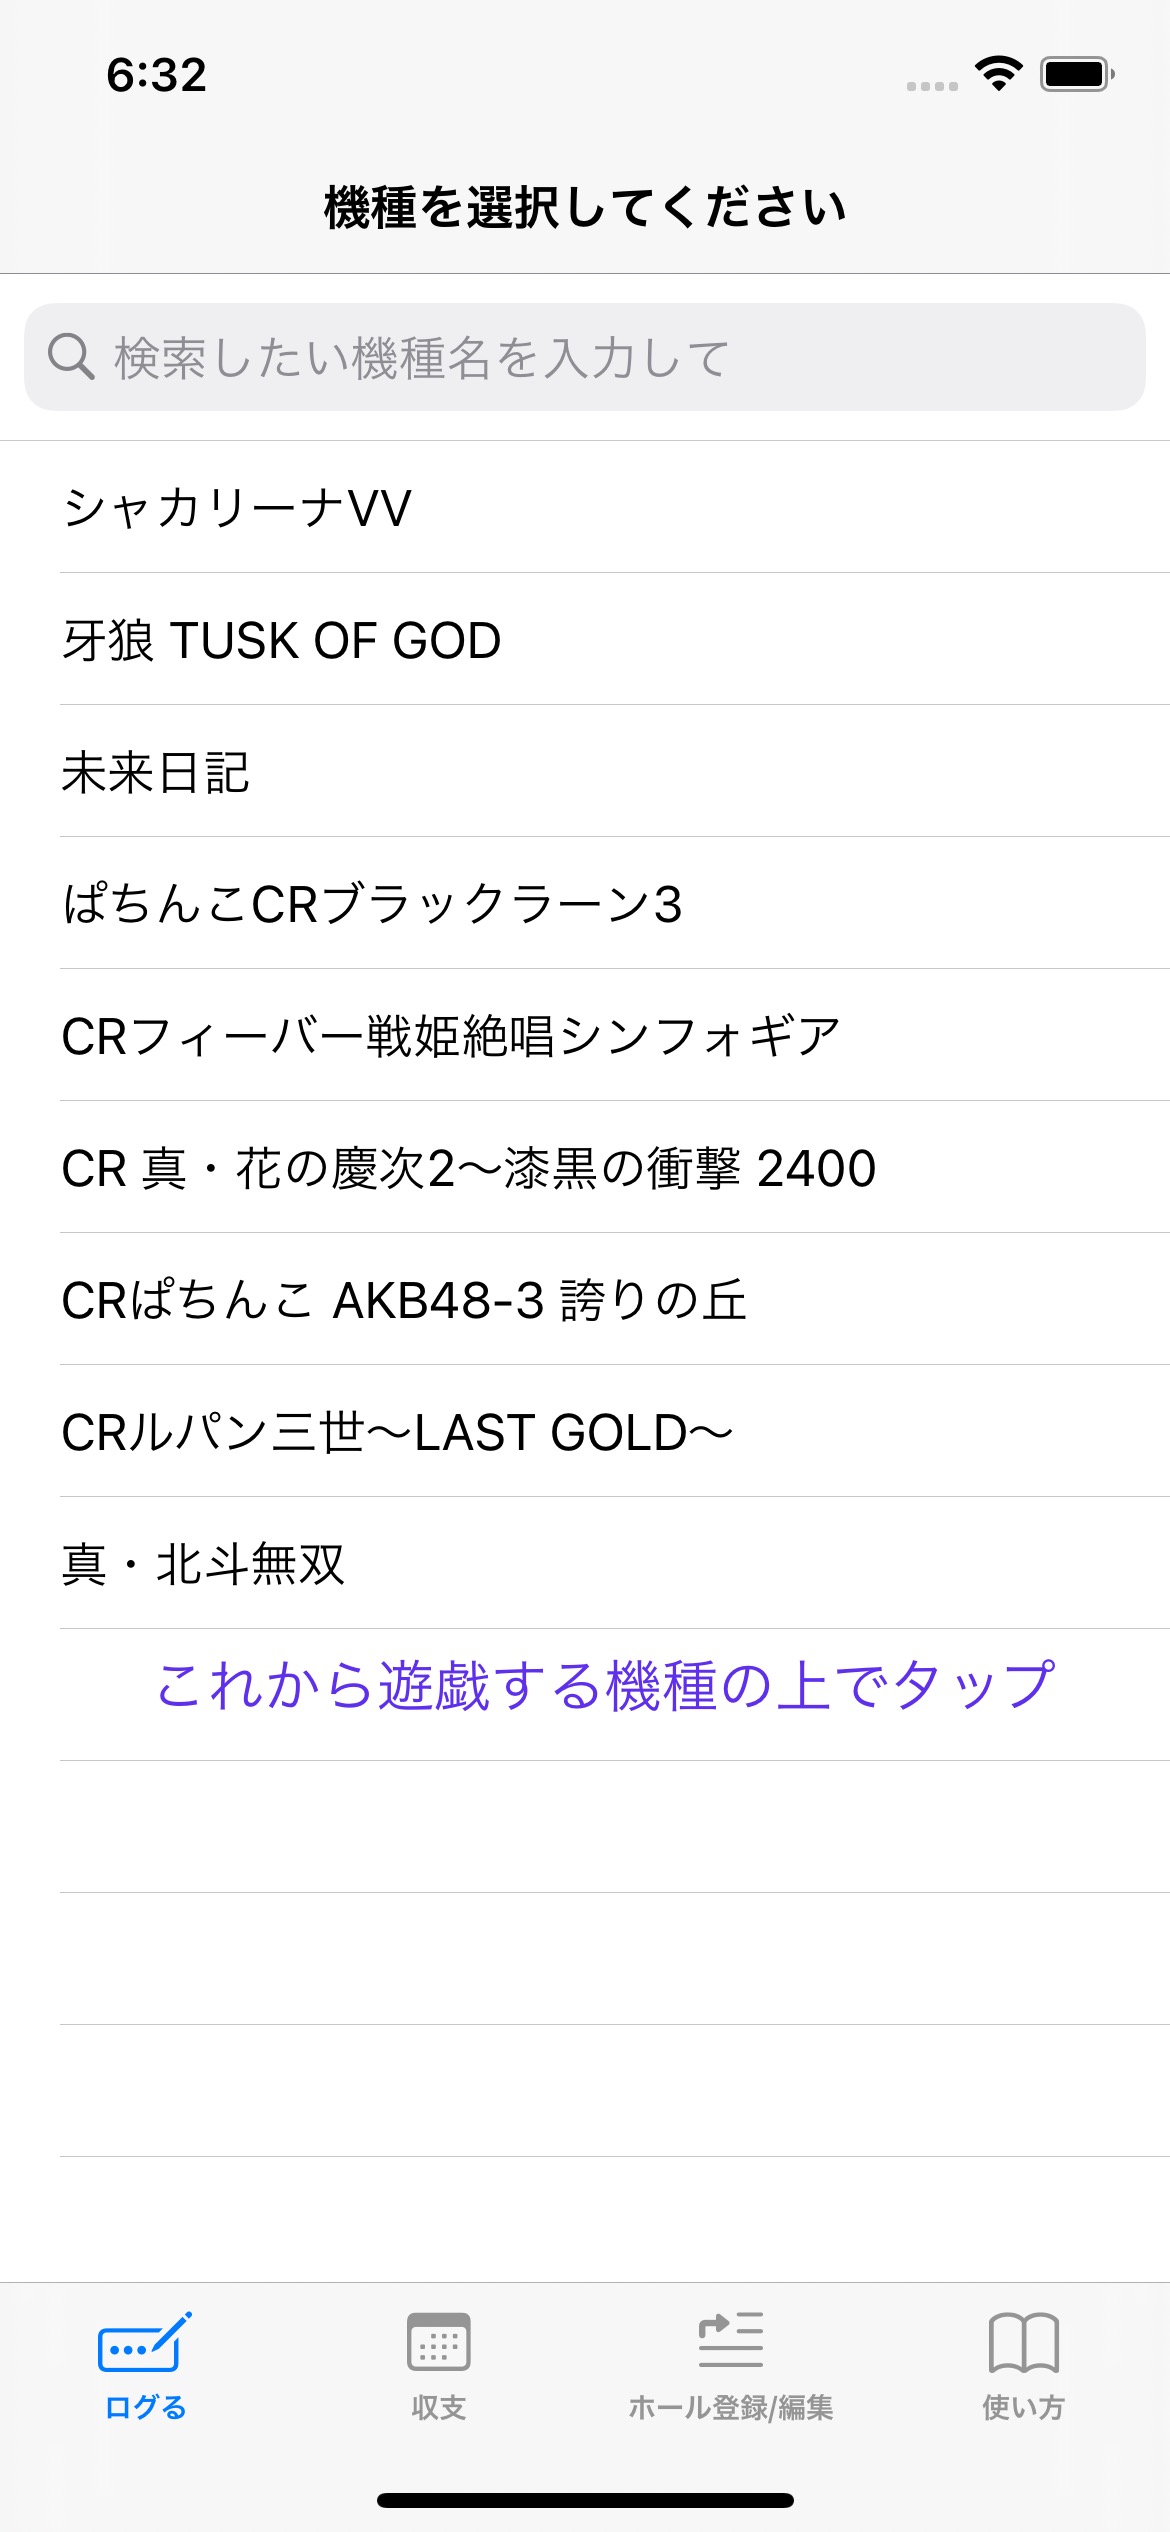 6:32
機種を選択してください
検索したい機種名を入力して
シャカリーナVV
牙狼 TUSK OF GOD
未来日記
ぱちんこCRブラックラーン3
CRフィーバー戦姫絶唱シンフォギア
CR 真・花の慶次2〜漆黒の衝撃 2400
CRぱちんこ AKB48-3 誇りの丘
CRルパン三世〜LAST GOLD〜
真・北斗無双
これから遊戯する機種の上でタップ
ログる
収支
ホール登録/編集
使い方